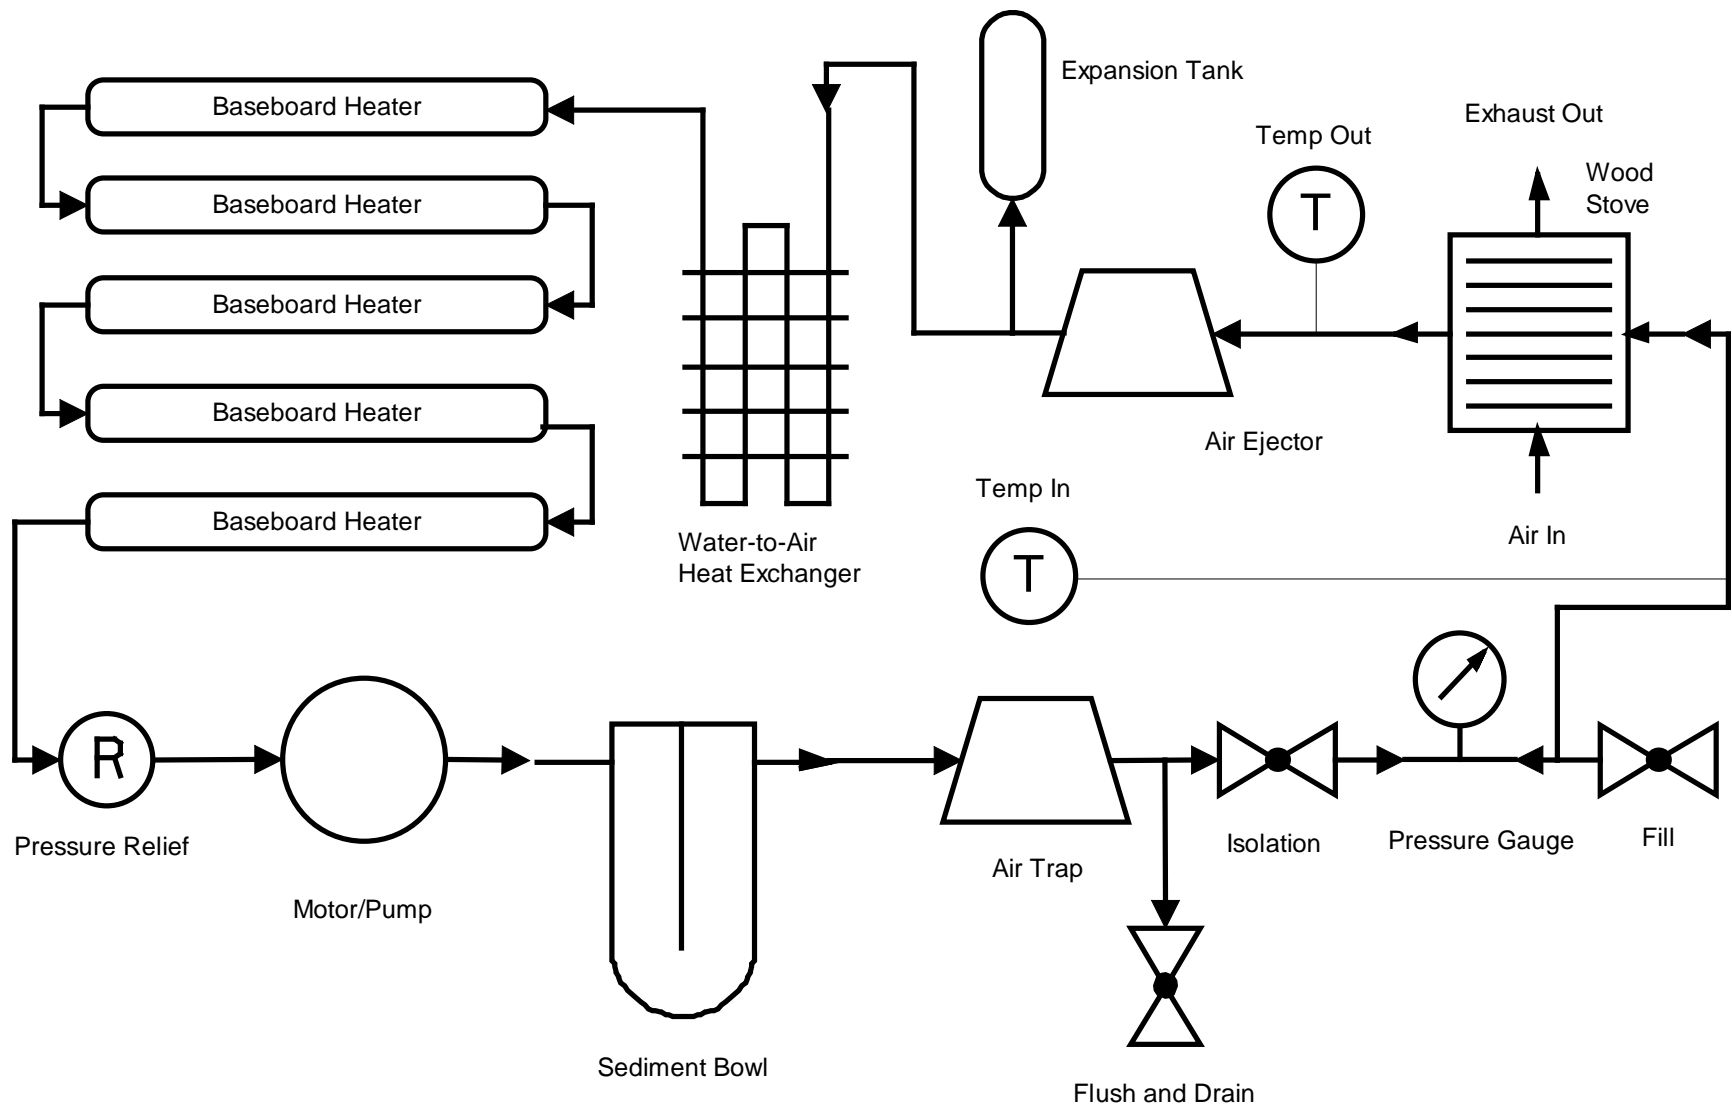 Expansion Tank
Baseboard Heater
Exhaust Out
Temp Out
Wood
Stove
Baseboard Heater
T
Baseboard Heater
Baseboard Heater
Air Ejector
Temp In
Baseboard Heater
Air In
Water-to-Air
Heat Exchanger
T
R
Pressure Relief
Isolation
Pressure Gauge
Fill
Air Trap
Motor/Pump
Sediment Bowl
Flush and Drain